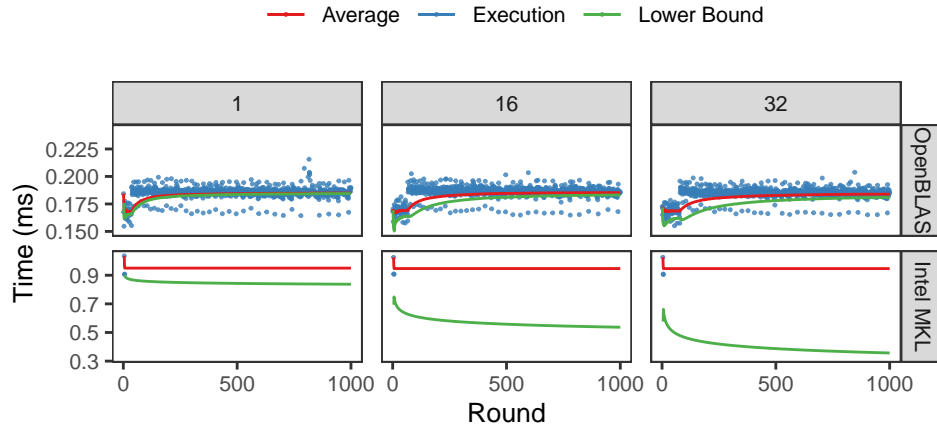 Average Execution Lower Bound
1 16 32
0.225
0.200
0.175
0.150
OpenBLAS
0.9
0.7
0.5
0.3
Intel MKL
Time (ms)
0 500 1000 0 500 1000 0 500 1000
Round